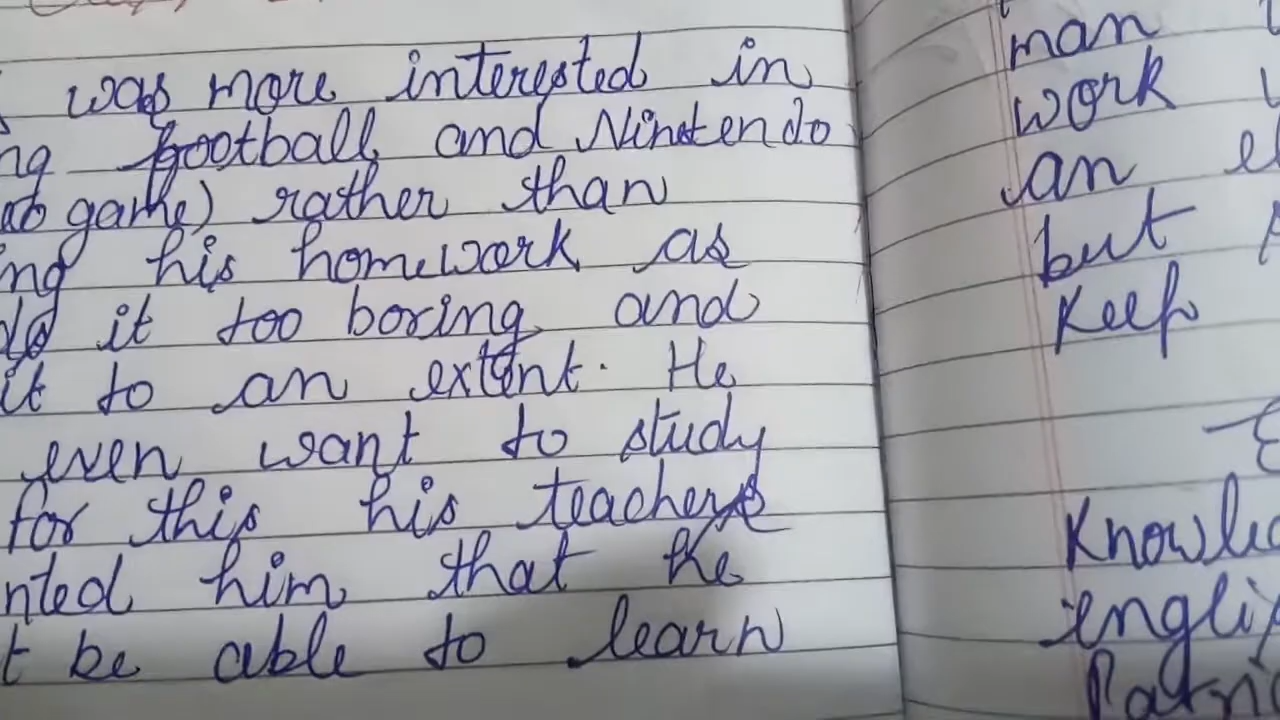 was more interested in
ng football and Nintendo
game) rather than
ing his homework as
it too boring and
it to an extent. He
even want to study
for this his teachers
nted him that he
t be able to learn
man
work
an
but
Keep
Knowled
englis